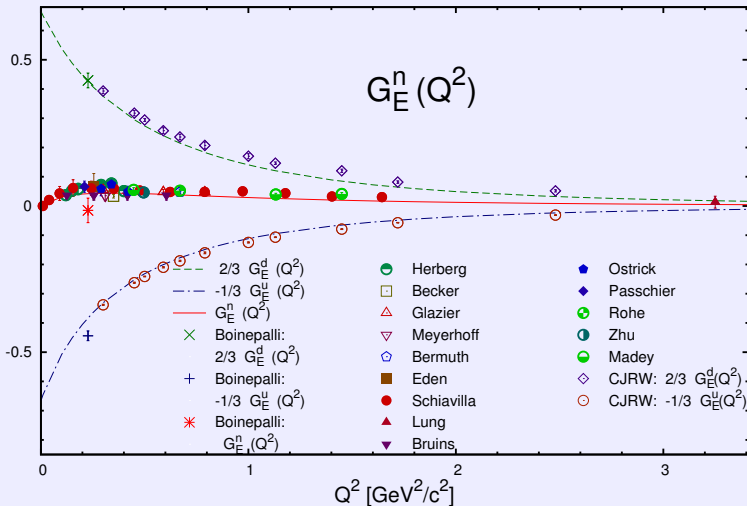 0.5
0
-0.5
G_E^n (Q^2)
2/3 G_E^d (Q^2)
-1/3 G_E^u (Q^2)
G_E^n (Q^2)
Boinepalli:
2/3 G_E^d (Q^2)
Boinepalli:
-1/3 G_E^u (Q^2)
Boinepalli:
G_E^n (Q^2)
Herberg
Becker
Glazier
Meyerhoff
Bermuth
Eden
Schiavilla
Lung
Bruins
Ostrick
Passchier
Rohe
Zhu
Madey
CJRW: 2/3 G_E^d(Q^2)
CJRW: -1/3 G_E^u(Q^2)
0 1 2 3
Q^2 [GeV^2/c^2]